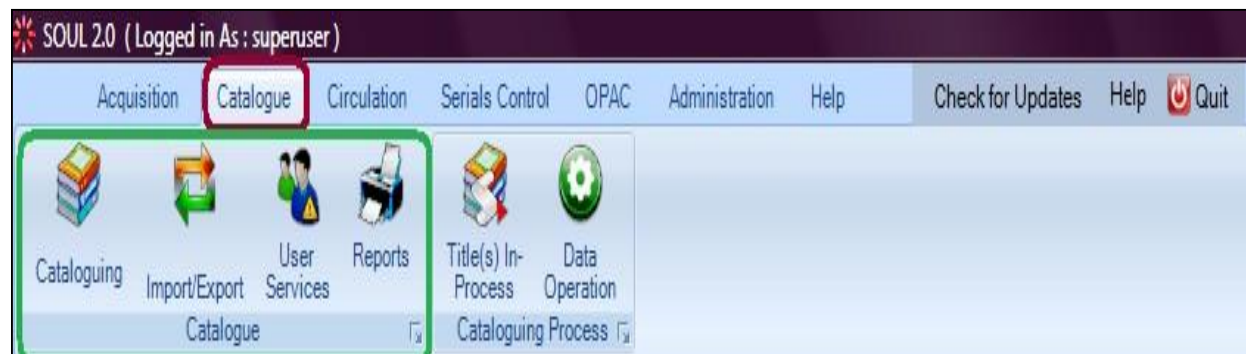 SOUL 2.0 ( Logged in As : superuser )
Acquisition Catalogue Circulation Serials Control OPAC Administration Help Check for Updates Help Quit
Cataloguing
Import/Export
User
Services
Reports
Title(s) In-
Process
Data
Operation
Catalogue
Cataloguing Process